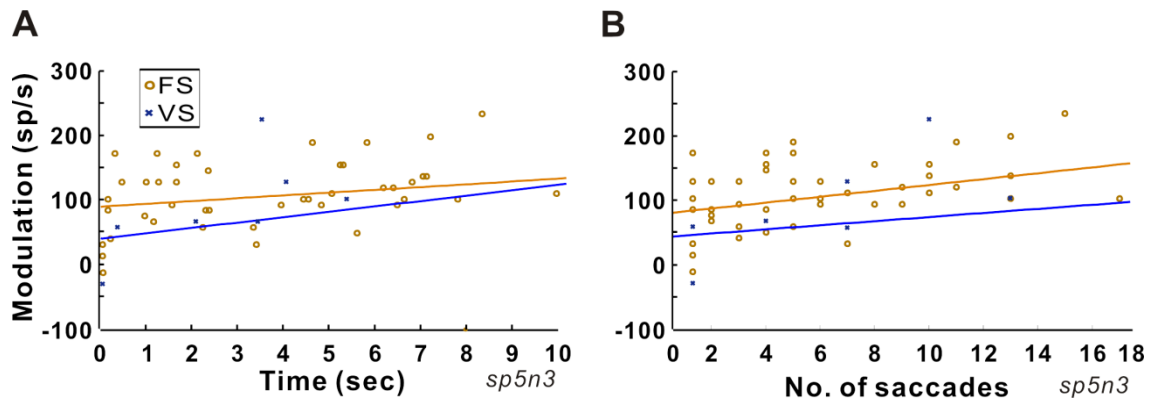 A
B
Modulation (sp/s)
300
200
100
0
-100
FS
VS
0 1 2 3 4 5 6 7 8 9 10
Time (sec)
sp5n3
300
200
100
0
-100
0 2 4 6 8 10 12 14 16 18
No. of saccades
sp5n3